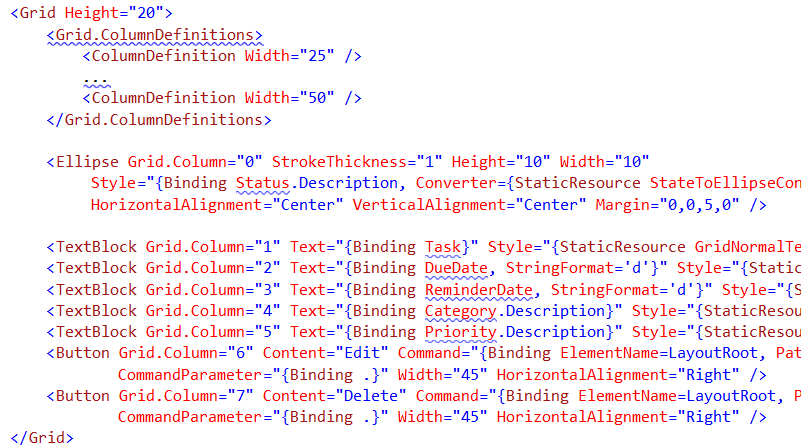 <Grid Height="20">
<Grid.ColumnDefinitions>
<ColumnDefinition Width="25" />
...
<ColumnDefinition Width="50" />
</Grid.ColumnDefinitions>
<Ellipse Grid.Column="0" StrokeThickness="1" Height="10" Width="10"
Style="{Binding Status.Description, Converter={StaticResource StateToEllipseCon
HorizontalAlignment="Center" VerticalAlignment="Center" Margin="0,0,5,0" />
<TextBlock Grid.Column="1" Text="{Binding Task}" Style="{StaticResource GridNormalTe
<TextBlock Grid.Column="2" Text="{Binding DueDate, StringFormat='d'}" Style="{Static
<TextBlock Grid.Column="3" Text="{Binding ReminderDate, StringFormat='d'}" Style="{S
<TextBlock Grid.Column="4" Text="{Binding Category.Description}" Style="{StaticResou
<TextBlock Grid.Column="5" Text="{Binding Priority.Description}" Style="{StaticResou
<Button Grid.Column="6" Content="Edit" Command="{Binding ElementName=LayoutRoot, Pat
CommandParameter="{Binding .}" Width="45" HorizontalAlignment="Right" />
<Button Grid.Column="7" Content="Delete" Command="{Binding ElementName=LayoutRoot, P
CommandParameter="{Binding .}" Width="45" HorizontalAlignment="Right" />
</Grid>